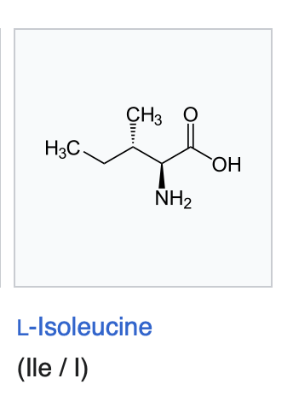 CH3 O
H3C
OH
NH2
L-Isoleucine
(Ile / I)